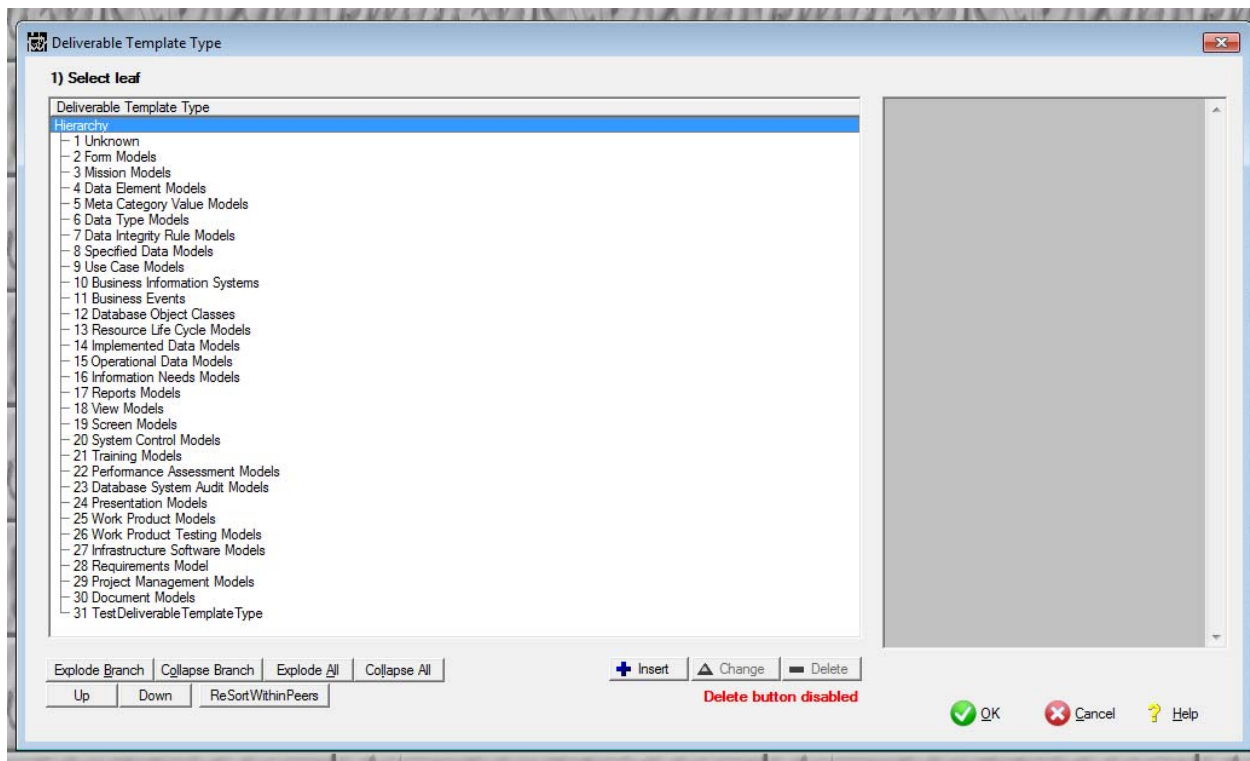 Deliverable Template Type
1) Select leaf
Deliverable Template Type
Hierarchy
1 Unknown
2 Form Models
3 Mission Models
4 Data Element Models
5 Meta Category Value Models
6 Data Type Models
7 Data Integrity Rule Models
8 Specified Data Models
9 Use Case Models
10 Business Information Systems
11 Business Events
12 Database Object Classes
13 Resource Life Cycle Models
14 Implemented Data Models
15 Operational Data Models
16 Information Needs Models
17 Reports Models
18 View Models
19 Screen Models
20 System Control Models
21 Training Models
22 Performance Assessment Models
23 Database System Audit Models
24 Presentation Models
25 Work Product Models
26 Work Product Testing Models
27 Infrastructure Software Models
28 Requirements Model
29 Project Management Models
30 Document Models
31 TestDeliverableTemplateType
Explode Branch Collapse Branch Explode All Collapse All Insert Change Delete
Up Down ReSortWithinPeers Delete button disabled
OK Cancel Help